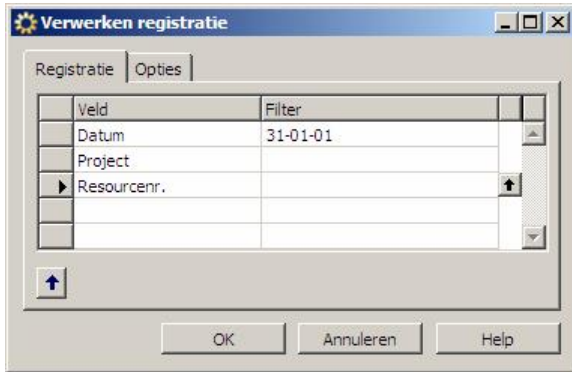 Verwerken registratie
Registratie Opties
Veld Filter
Datum 31-01-01
Project
Resourcenr.
OK Annuleren Help